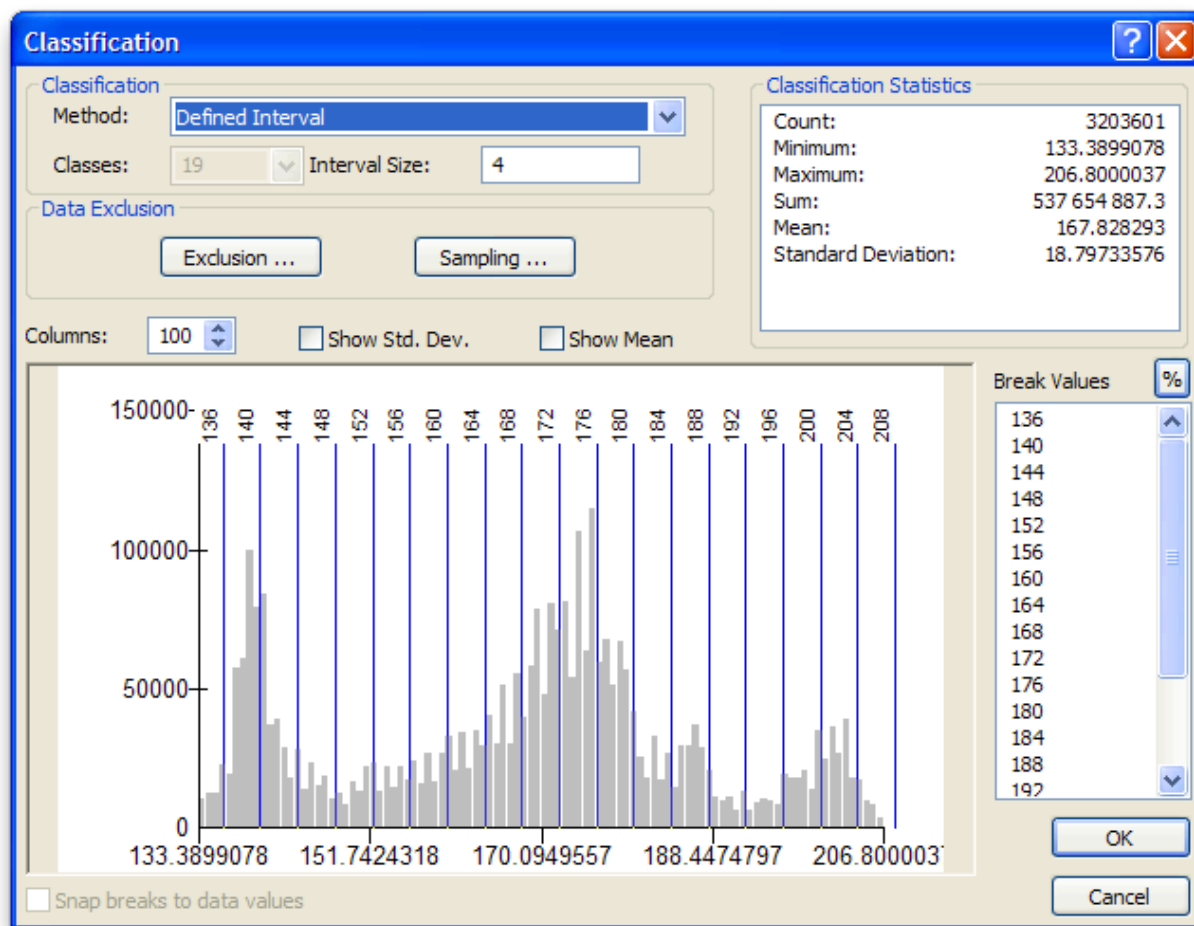 Classification
?
Classification
Method: Defined Interval
Classes: 19 Interval Size: 4
Data Exclusion
Exclusion ... Sampling ...
Classification Statistics
Count: 3203601
Minimum: 133.3899078
Maximum: 206.8000037
Sum: 537 654 887.3
Mean: 167.828293
Standard Deviation: 18.79733576
Columns: 100 Show Std. Dev. Show Mean
150000
136 140 144 148 152 156 160 164 168 172 176 180 184 188 192 196 200 204 208
100000
50000
0
133.3899078 151.7424318 170.0949557 188.4474797 206.8000037
Break Values %
136
140
144
148
152
156
160
164
168
172
176
180
184
188
192
OK
Cancel
Snap breaks to data values